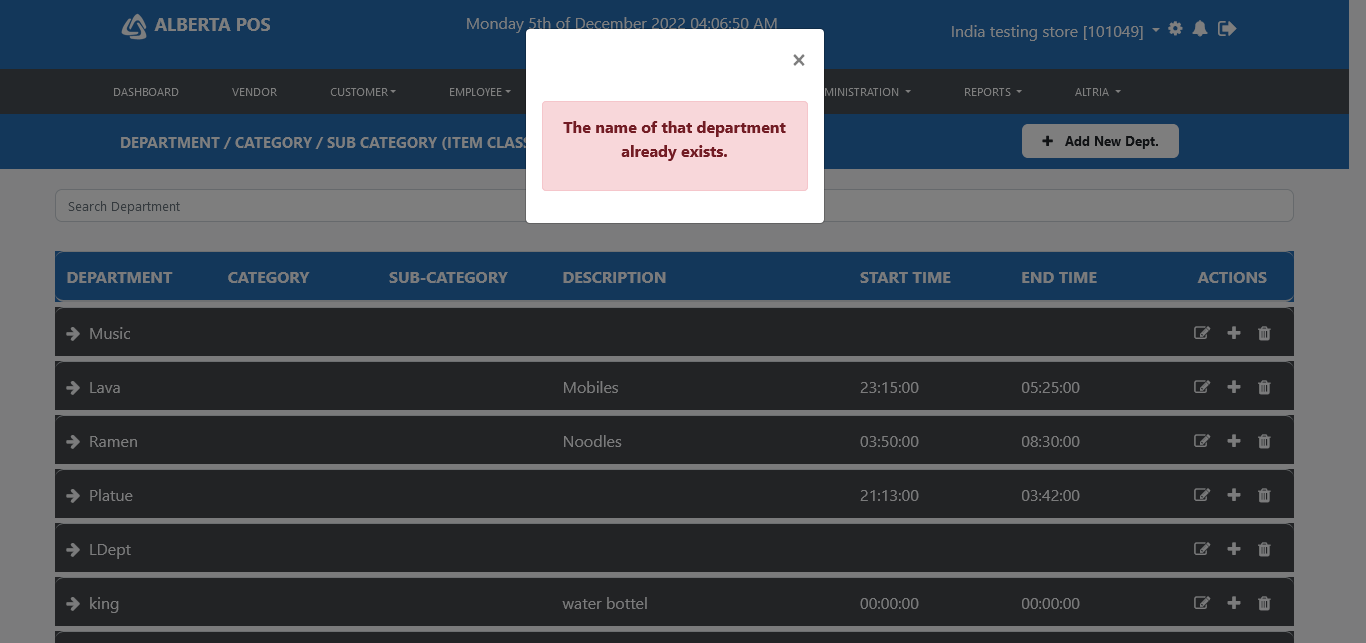 ALBERTA POS
Monday 5th of December 2022 04:06:50 AM
India testing store [101049]
×
DASHBOARD VENDOR CUSTOMER EMPLOYEE MINISTRATION REPORTS ALTRIA
The name of that department
already exists.
DEPARTMENT / CATEGORY / SUB CATEGORY (ITEM CLASS
+ Add New Dept.
Search Department
DEPARTMENT CATEGORY SUB-CATEGORY DESCRIPTION START TIME END TIME ACTIONS
Music
Lava Mobiles 23:15:00 05:25:00
Ramen Noodles 03:50:00 08:30:00
Platue 21:13:00 03:42:00
LDept
king water bottel 00:00:00 00:00:00